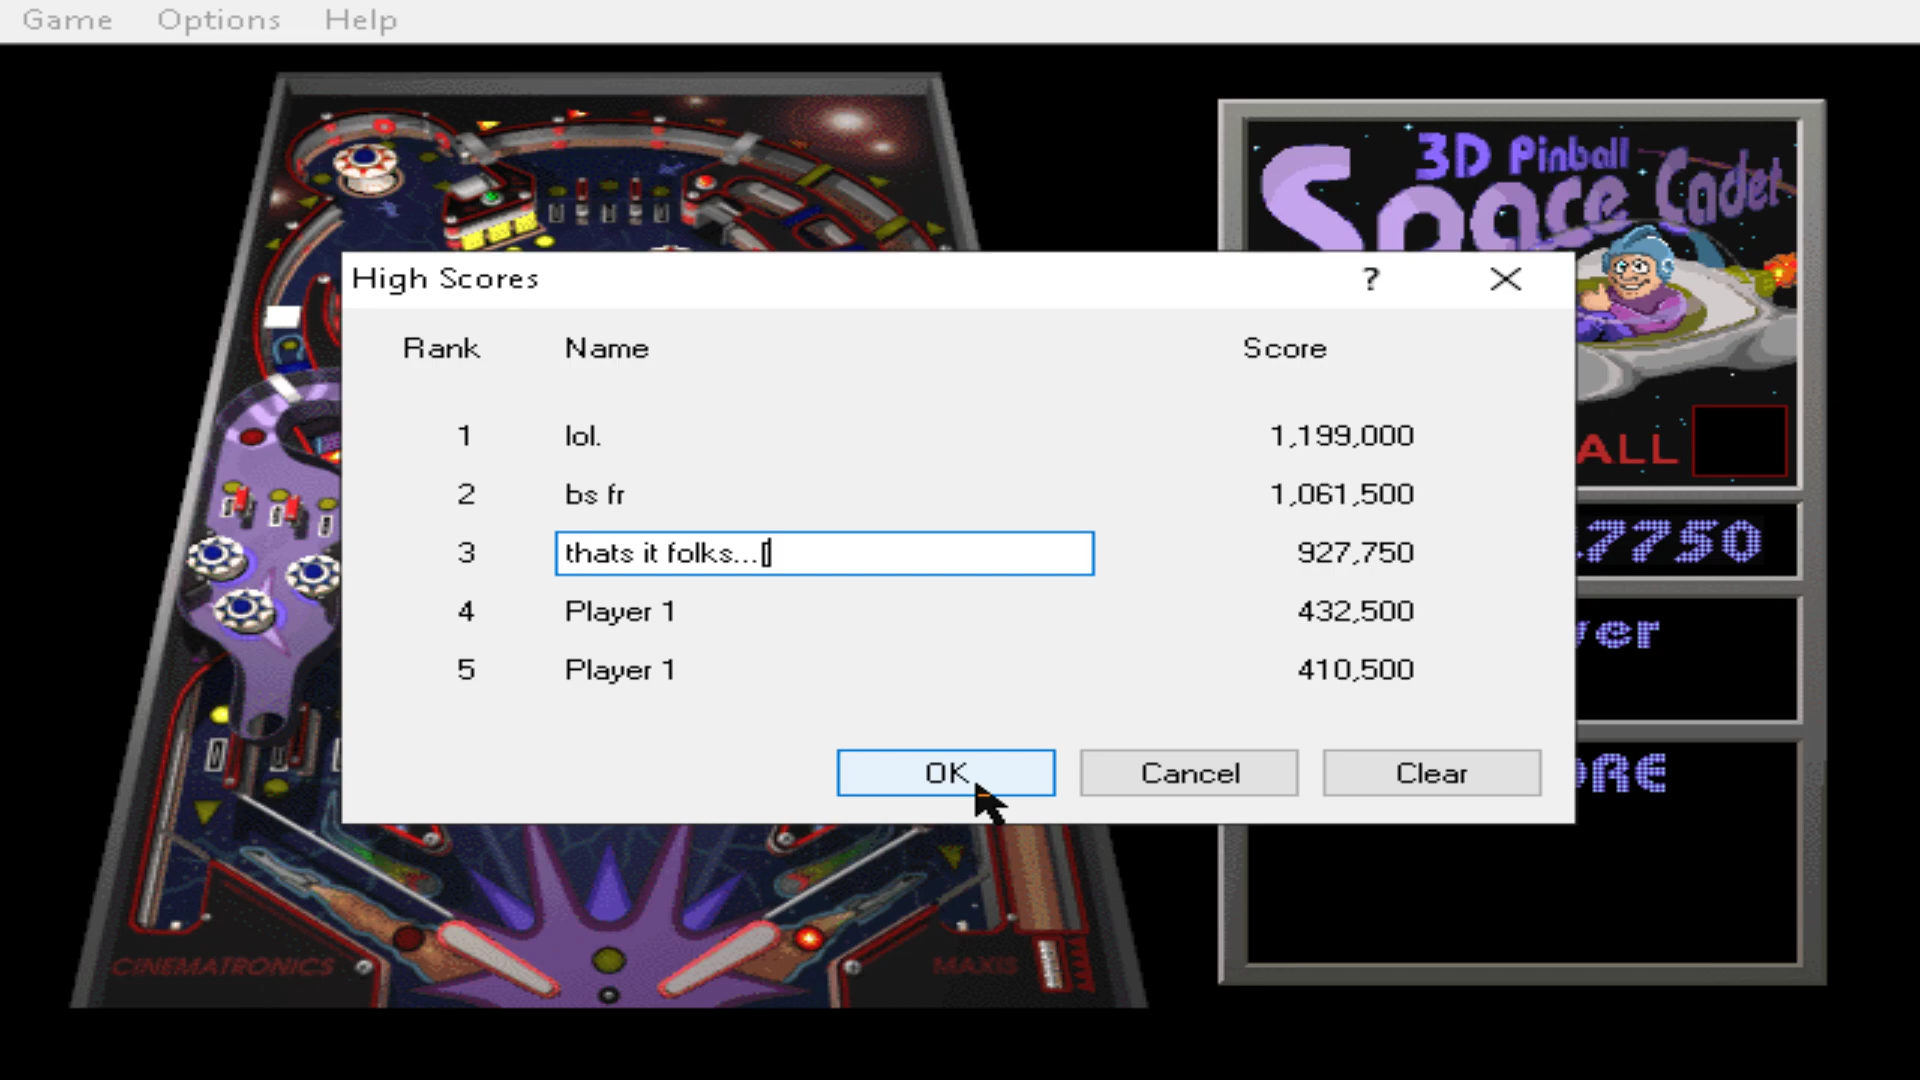 Game Options Help
3D Pinball
Space Cadet
High Scores ?
Rank Name Score
1 lol. 1,199,000
2 bs fr 1,061,500
3 thats it folks...[ 927,750
4 Player 1 432,500
5 Player 1 410,500
OK Cancel Clear
ALL
7750
ver
ORE
CINEMATRONICS
MAXIS